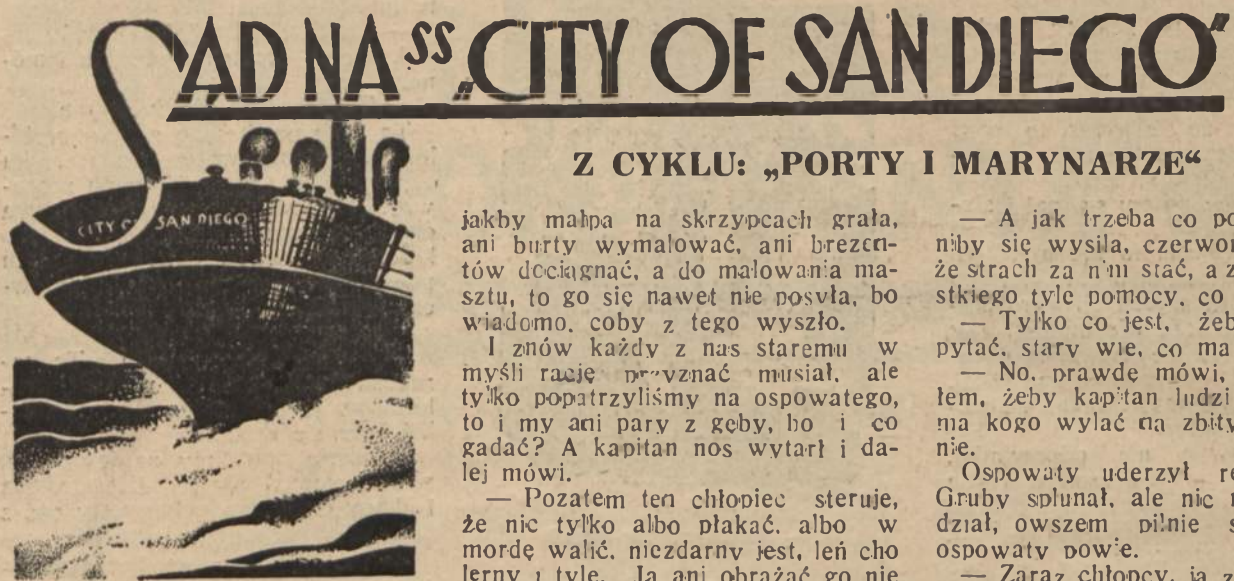 SĄD NA SS „CITY OF SAN DIEGO"
CITY OF SAN DIEGO
Z CYKLU: „PORTY I MARYNARZE“
jakby małpa na skrzypcach grała,
ani burty wymalować, ani brezen-
tów dociągnąć, a do malowania ma-
sztu, to go się nawet nie posyła, bo
wiadomo, coby z tego wyszło.
I znów każdy z nas staremu w
myśli rację przyznać musiał, ale
tylko popatrzyliśmy na ospowatego,
to i my ani pary z gęby, bo i co
gadać? A kapitan nos wytarł i da-
lej mówi.
— Pozatem ten chłopiec steruje,
że nic tylko albo płakać, albo w
mordę walić, niezdarny jest, leń cho
lerny i tyle. Ja ani obrażać go nie
— A jak trzeba co po
niby się wysila, czerwon
że strach za nim stać, a z
stkiego tyle pomocy, co
— Tylko co jest, żeb
pytać, stary wie, co ma
— No, prawdę mówi,
łem, żeby kapitan ludzi
ma kogo wylać na zbity
nie.
Ospowaty uderzył rę
Gruby splunął, ale nic n
dział, owszem pilnie s
ospowaty powie.
— Zaraz chłopcy, ja z